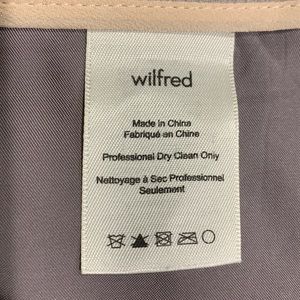 wilfred
Made in China
Fabriqué en Chine
Professional Dry Clean Only
Nettoyage à Sec Professionnel
Seulement